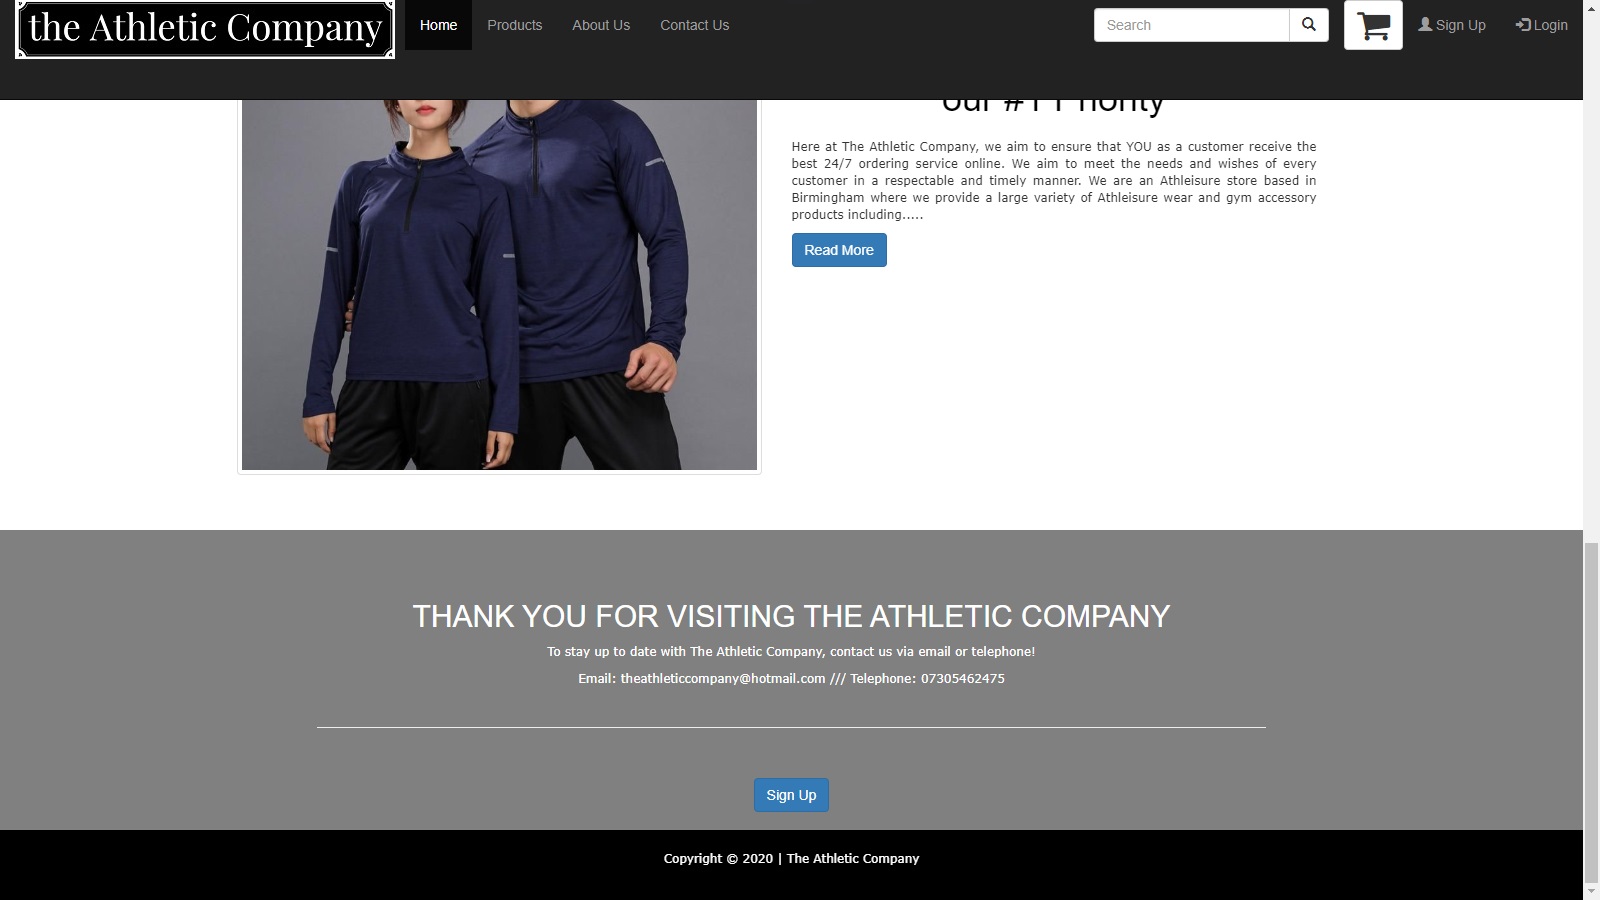 the Athletic Company
Home Products About Us Contact Us Search Sign Up Login
our #1 Priority
Here at The Athletic Company, we aim to ensure that YOU as a customer receive the
best 24/7 ordering service online. We aim to meet the needs and wishes of every
customer in a respectable and timely manner. We are an Athleisure store based in
Birmingham where we provide a large variety of Athleisure wear and gym accessory
products including.....
Read More
THANK YOU FOR VISITING THE ATHLETIC COMPANY
To stay up to date with The Athletic Company, contact us via email or telephone!
Email: theathleticcompany@hotmail.com /// Telephone: 07305462475
Sign Up
Copyright © 2020 | The Athletic Company